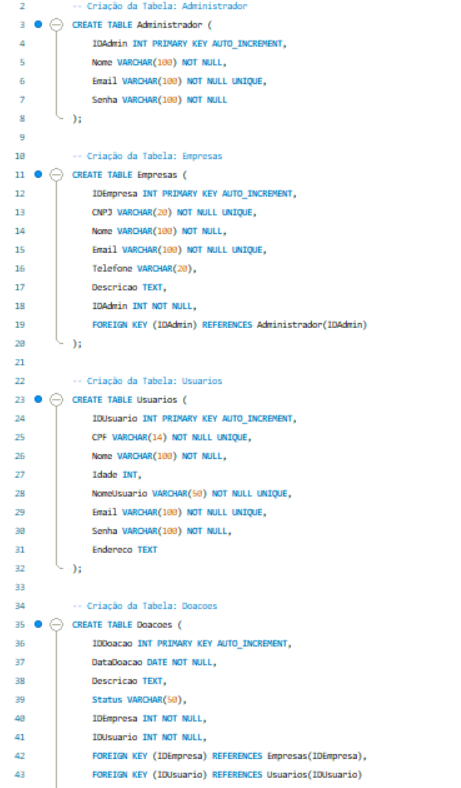 2 -- Criação da Tabela: Administrador
3 CREATE TABLE Administrador (
4 IDAdmin INT PRIMARY KEY AUTO_INCREMENT,
5 Nome VARCHAR(100) NOT NULL,
6 Email VARCHAR(100) NOT NULL UNIQUE,
7 Senha VARCHAR(100) NOT NULL
8 );
9
10 -- Criação da Tabela: Empresas
11 CREATE TABLE Empresas (
12 IDEmpresa INT PRIMARY KEY AUTO_INCREMENT,
13 CNPJ VARCHAR(20) NOT NULL UNIQUE,
14 Nome VARCHAR(100) NOT NULL,
15 Email VARCHAR(100) NOT NULL UNIQUE,
16 Telefone VARCHAR(20),
17 Descricao TEXT,
18 IDAdmin INT NOT NULL,
19 FOREIGN KEY (IDAdmin) REFERENCES Administrador(IDAdmin)
20 );
21
22 -- Criação da Tabela: Usuarios
23 CREATE TABLE Usuarios (
24 IDUsuario INT PRIMARY KEY AUTO_INCREMENT,
25 CPF VARCHAR(14) NOT NULL UNIQUE,
26 Nome VARCHAR(100) NOT NULL,
27 Idade INT,
28 NomeUsuario VARCHAR(50) NOT NULL UNIQUE,
29 Email VARCHAR(100) NOT NULL UNIQUE,
30 Senha VARCHAR(100) NOT NULL,
31 Endereco TEXT
32 );
33
34 -- Criação da Tabela: Doacoes
35 CREATE TABLE Doacoes (
36 IDDoacao INT PRIMARY KEY AUTO_INCREMENT,
37 DataDoacao DATE NOT NULL,
38 Descricao TEXT,
39 Status VARCHAR(50),
40 IDEmpresa INT NOT NULL,
41 IDUsuario INT NOT NULL,
42 FOREIGN KEY (IDEmpresa) REFERENCES Empresas(IDEmpresa),
43 FOREIGN KEY (IDUsuario) REFERENCES Usuarios(IDUsuario)